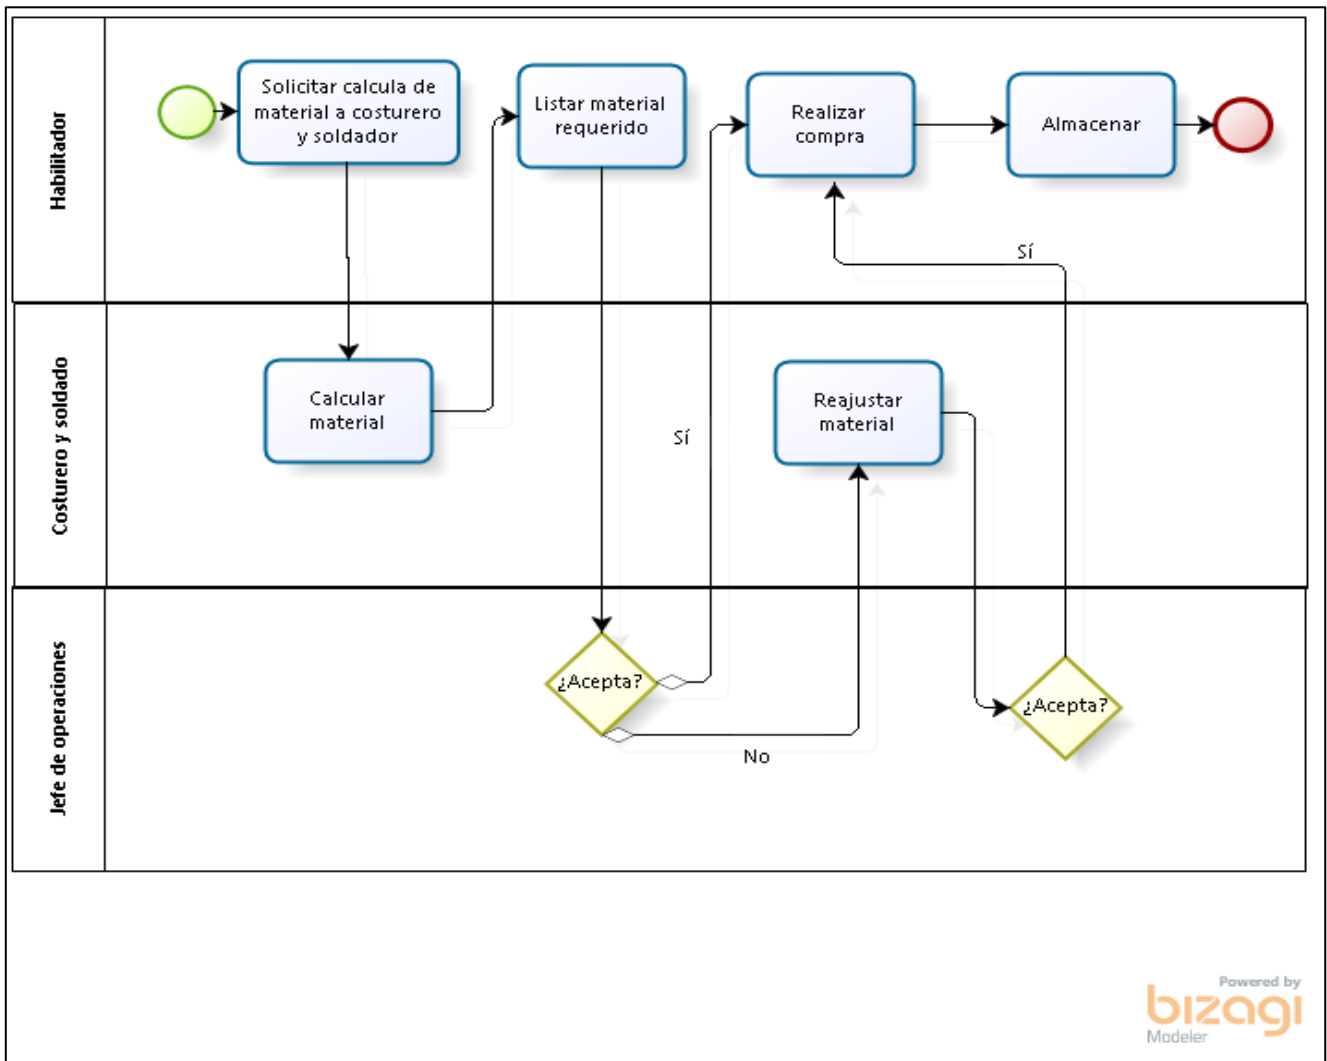 Habilitador
Solicitar calcula de
material a costurero
y soldador
Listar material
requerido
Realizar
compra
Almacenar
Sí
Costurero y soldado
Calcular
material
Sí
Reajustar
material
Jefe de operaciones
¿Acepta?
No
¿Acepta?
Powered by
bizagi
Modeler